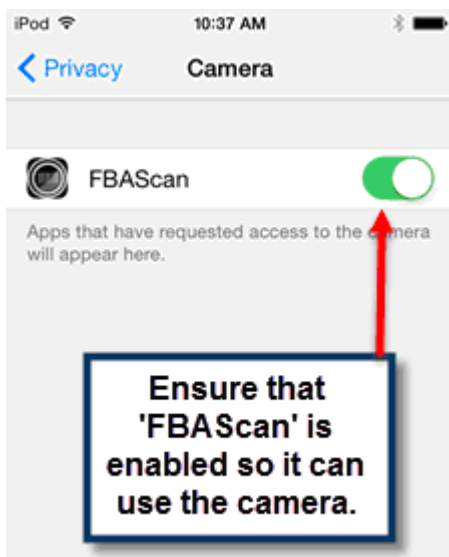 iPod 10:37 AM
Privacy Camera
FBAScan
Apps that have requested access to the camera
will appear here.
Ensure that
'FBAScan' is
enabled so it can
use the camera.